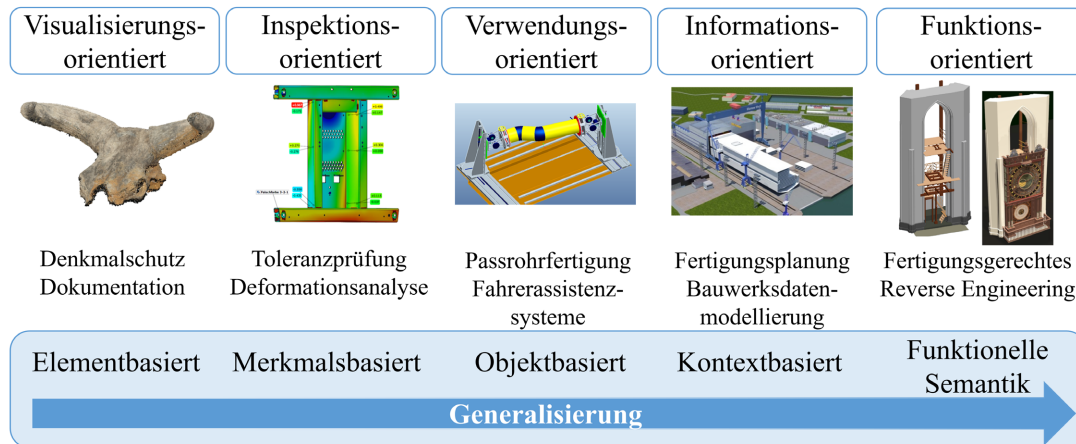 Visualisierungs-
orientiert
Inspektions-
orientiert
Verwendungs-
orientiert
Informations-
orientiert
Funktions-
orientiert
Denkmalschutz
Dokumentation
Toleranzprüfung
Deformationsanalyse
Passrohrfertigung
Fahrerassistenz-
systeme
Fertigungsplanung
Bauwerksdaten-
modellierung
Fertigungsgerechtes
Reverse Engineering
Elementbasiert
Merkmalsbasiert
Objektbasiert
Kontextbasiert
Funktionelle
Semantik
Generalisierung